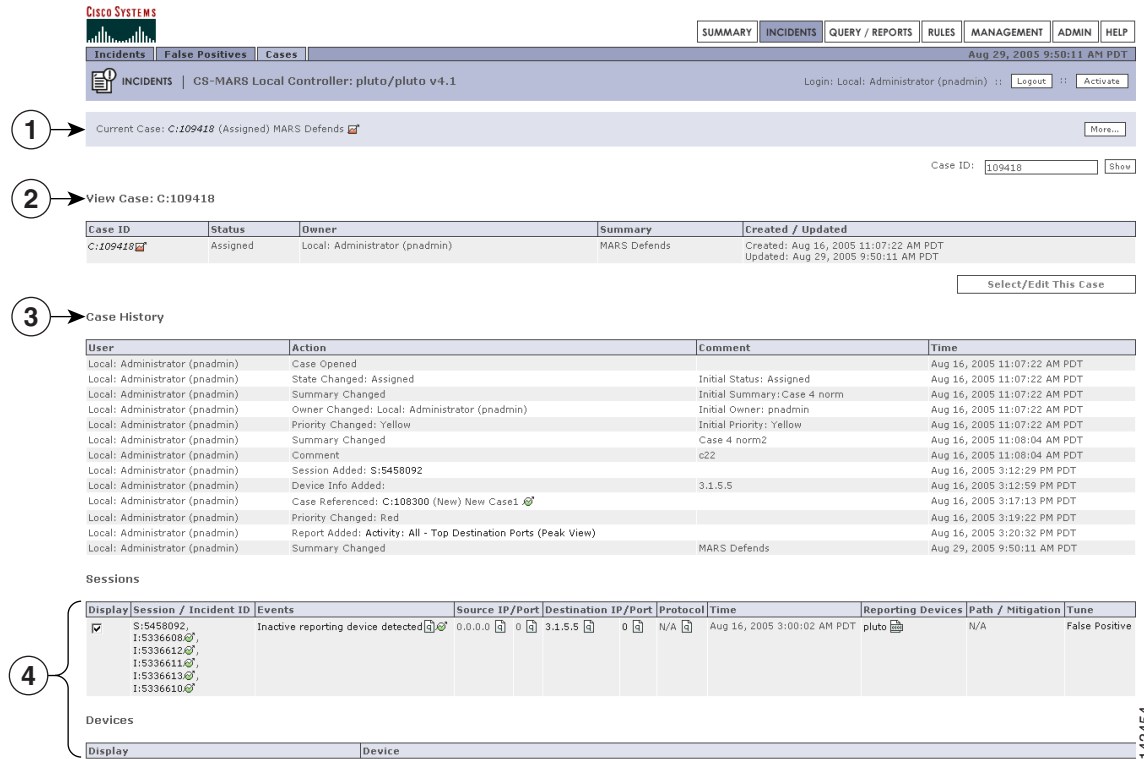 CISCO SYSTEMS
SUMMARY INCIDENTS QUERY / REPORTS RULES MANAGEMENT ADMIN HELP
Incidents False Positives Cases Aug 29, 2005 9:50:11 AM PDT
INCIDENTS | CS-MARS Local Controller: pluto/pluto v4.1 Login: Local: Administrator (pnadmin) :: Logout :: Activate
1 Current Case: C:109418 (Assigned) MARS Defends More...
Case ID: 109418 Show
2 View Case: C:109418
Case ID Status Owner Summary Created / Updated
C:109418 Assigned Local: Administrator (pnadmin) MARS Defends Created: Aug 16, 2005 11:07:22 AM PDT
Updated: Aug 29, 2005 9:50:11 AM PDT
Select/Edit This Case
3 Case History
User Action Comment Time
Local: Administrator (pnadmin) Case Opened Aug 16, 2005 11:07:22 AM PDT
Local: Administrator (pnadmin) State Changed: Assigned Initial Status: Assigned Aug 16, 2005 11:07:22 AM PDT
Local: Administrator (pnadmin) Summary Changed Initial Summary: Case 4 norm Aug 16, 2005 11:07:22 AM PDT
Local: Administrator (pnadmin) Owner Changed: Local: Administrator (pnadmin) Initial Owner: pnadmin Aug 16, 2005 11:07:22 AM PDT
Local: Administrator (pnadmin) Priority Changed: Yellow Initial Priority: Yellow Aug 16, 2005 11:07:22 AM PDT
Local: Administrator (pnadmin) Summary Changed Case 4 norm2 Aug 16, 2005 11:08:04 AM PDT
Local: Administrator (pnadmin) Comment c22 Aug 16, 2005 11:08:04 AM PDT
Local: Administrator (pnadmin) Session Added: S:5458092 Aug 16, 2005 3:12:29 PM PDT
Local: Administrator (pnadmin) Device Info Added: 3.1.5.5 Aug 16, 2005 3:12:59 PM PDT
Local: Administrator (pnadmin) Case Referenced: C:108300 (New) New Case1 Aug 16, 2005 3:17:13 PM PDT
Local: Administrator (pnadmin) Priority Changed: Red Aug 16, 2005 3:19:22 PM PDT
Local: Administrator (pnadmin) Report Added: Activity: All - Top Destination Ports (Peak View) Aug 16, 2005 3:20:32 PM PDT
Local: Administrator (pnadmin) Summary Changed MARS Defends Aug 29, 2005 9:50:11 AM PDT
Sessions
Display Session / Incident ID Events Source IP/Port Destination IP/Port Protocol Time Reporting Devices Path / Mitigation Tune
S:5458092, Inactive reporting device detected q 0.0.0.0 q 0 q 3.1.5.5 q 0 q N/A q Aug 16, 2005 3:00:02 AM PDT pluto N/A False Positive
I:5336608,
I:5336612,
I:5336611,
I:5336613,
I:5336610
4
Devices
Display Device